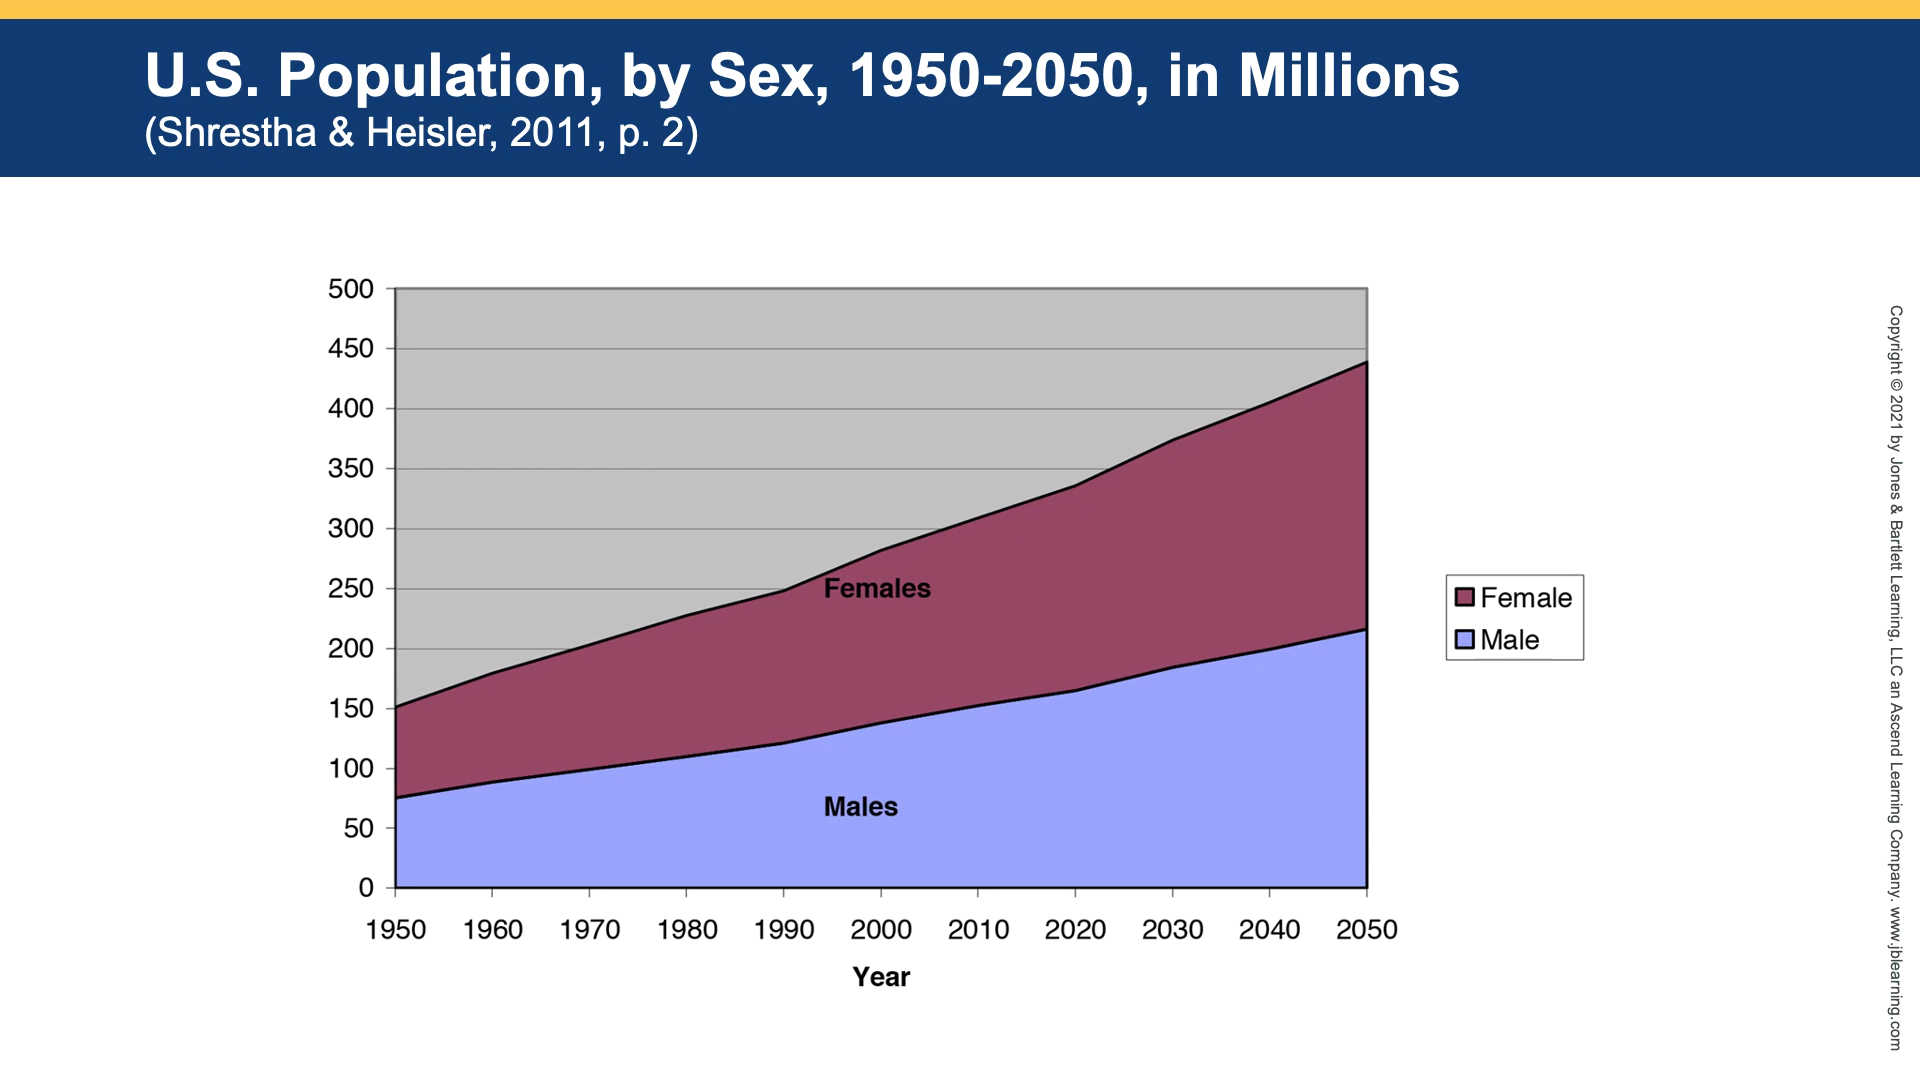 U.S. Population, by Sex, 1950-2050, in Millions
(Shrestha & Heisler, 2011, p. 2)
500
450
400
350
300
250
200
150
100
50
0
Females
Males
1950 1960 1970 1980 1990 2000 2010 2020 2030 2040 2050
Year
Female
Male
Copyright © 2021 by Jones & Bartlett Learning, LLC an Ascend Learning Company. www.jblearning.com